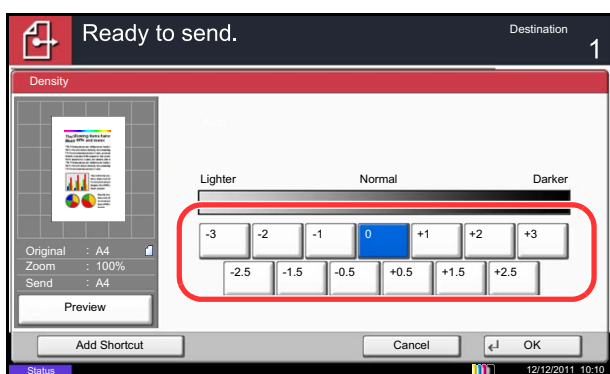 Ready to send.
Destination
1
Density
Lighter Normal Darker
-3 -2 -1 0 +1 +2 +3
-2.5 -1.5 -0.5 +0.5 +1.5 +2.5
Original : A4
Zoom : 100%
Send : A4
Preview
Add Shortcut
Cancel
OK
Status
12/12/2011 10:10